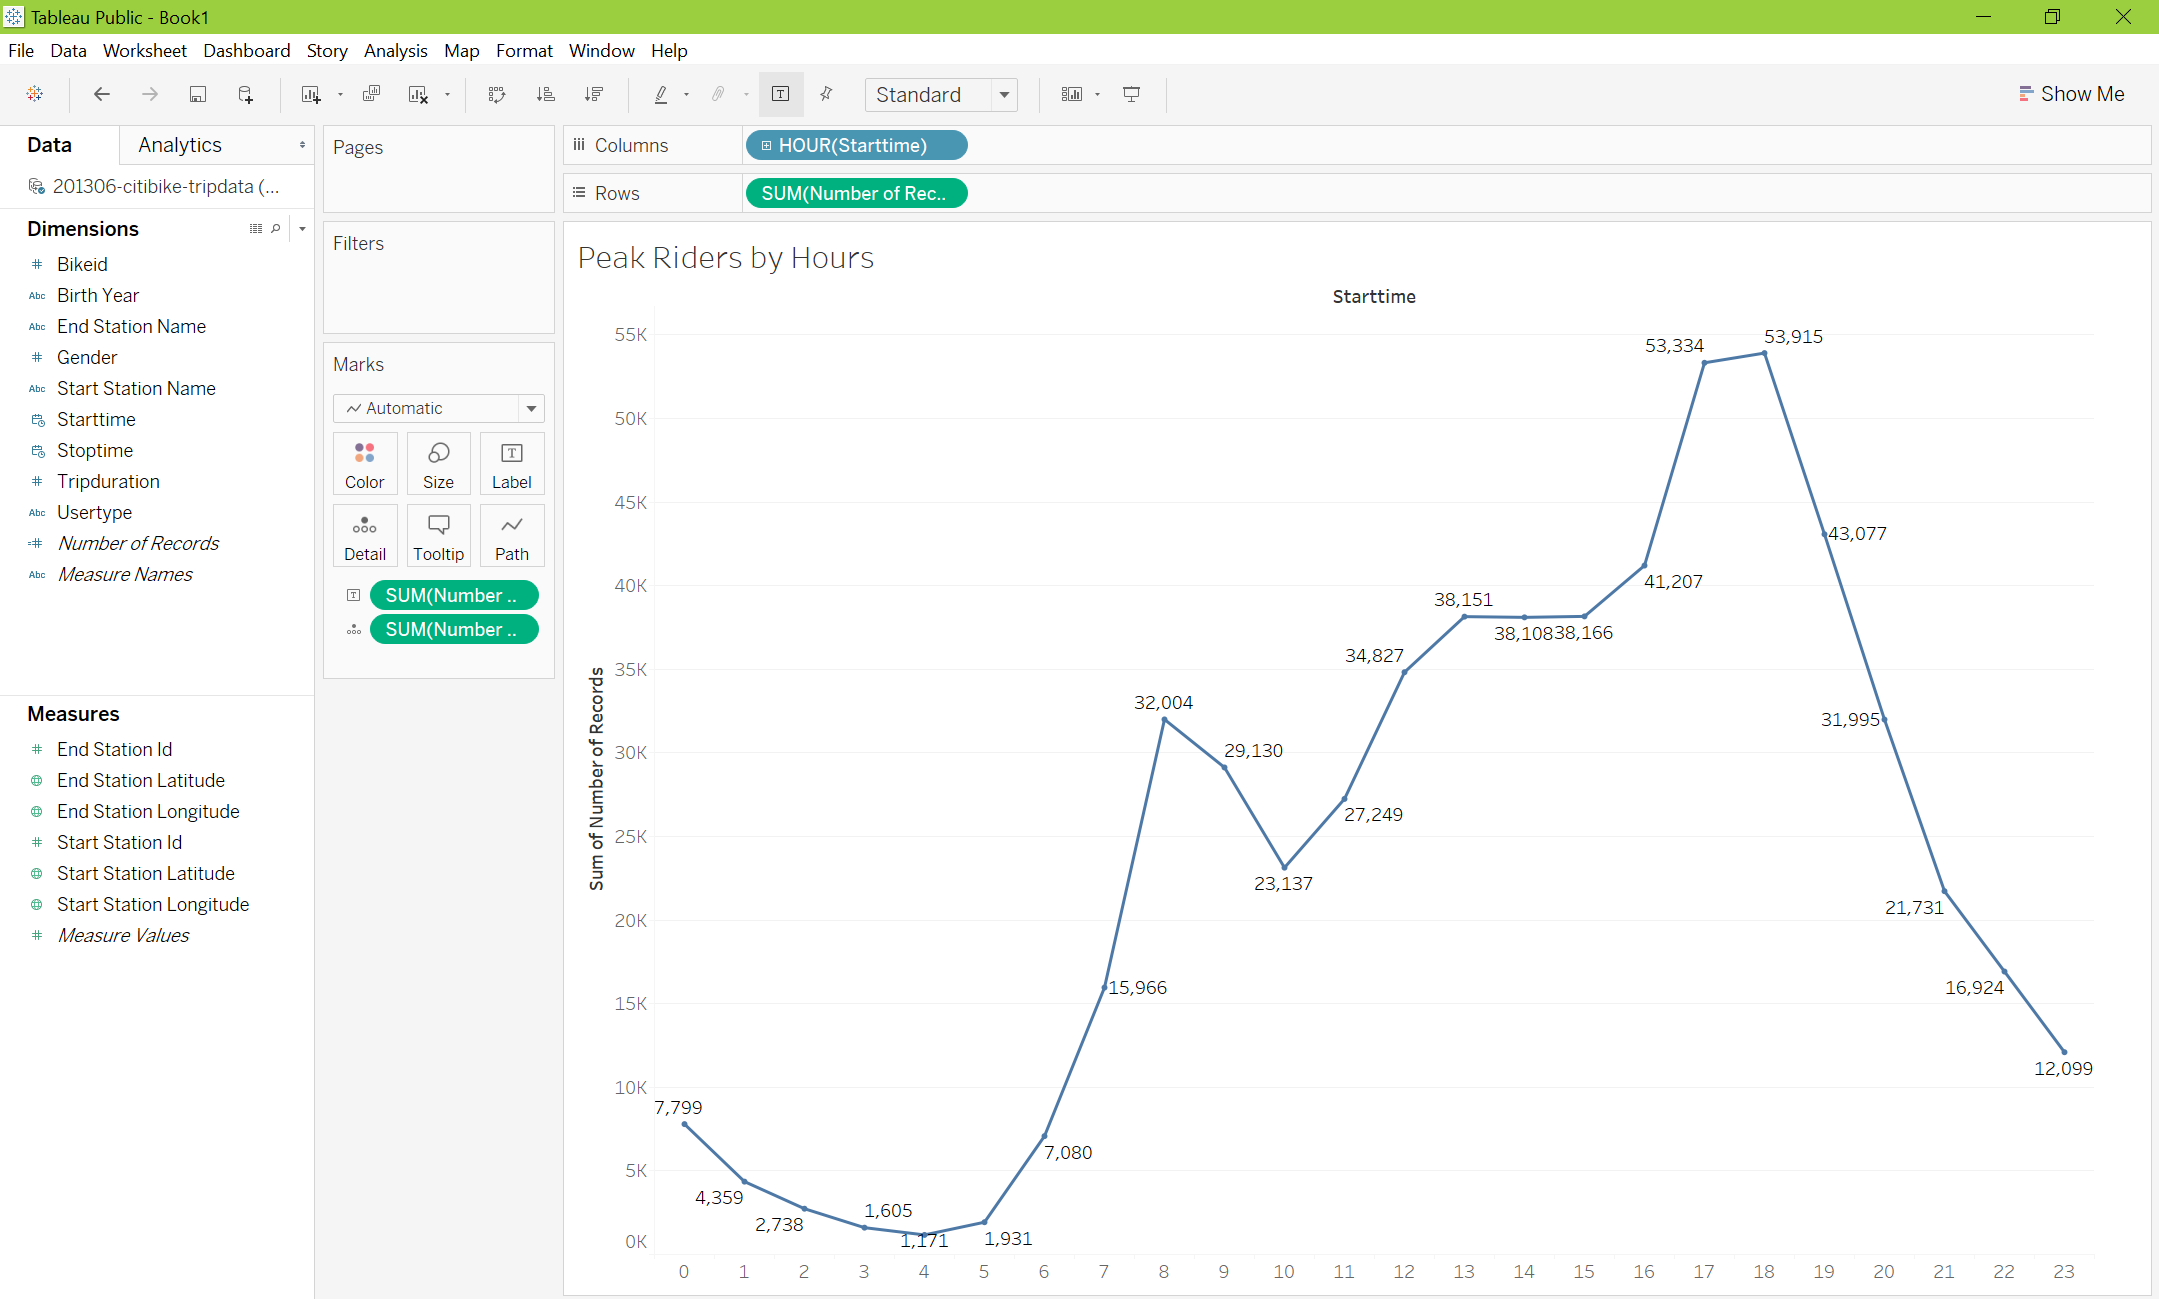 Tableau Public - Book1
File Data Worksheet Dashboard Story Analysis Map Format Window Help
Standard
Show Me
Data
Analytics
201306-citibike-tripdata (...
Dimensions
# Bikeid
Abc Birth Year
Abc End Station Name
# Gender
Abc Start Station Name
Starttime
Stoptime
# Tripduration
Abc Usertype
=# Number of Records
Abc Measure Names
Measures
# End Station Id
End Station Latitude
End Station Longitude
# Start Station Id
Start Station Latitude
Start Station Longitude
# Measure Values
Pages
Filters
Marks
Automatic
Color Size Label
Detail Tooltip Path
SUM(Number ..
SUM(Number ..
Columns
HOUR(Starttime)
Rows
SUM(Number of Rec..
Peak Riders by Hours
Starttime
Sum of Number of Records
55K
50K
45K
40K
35K
30K
25K
20K
15K
10K
5K
0K
7,799
4,359
2,738
1,605
1,171
1,931
7,080
15,966
32,004
29,130
23,137
27,249
34,827
38,151
38,108
38,166
41,207
53,334
53,915
43,077
31,995
21,731
16,924
12,099
0 1 2 3 4 5 6 7 8 9 10 11 12 13 14 15 16 17 18 19 20 21 22 23